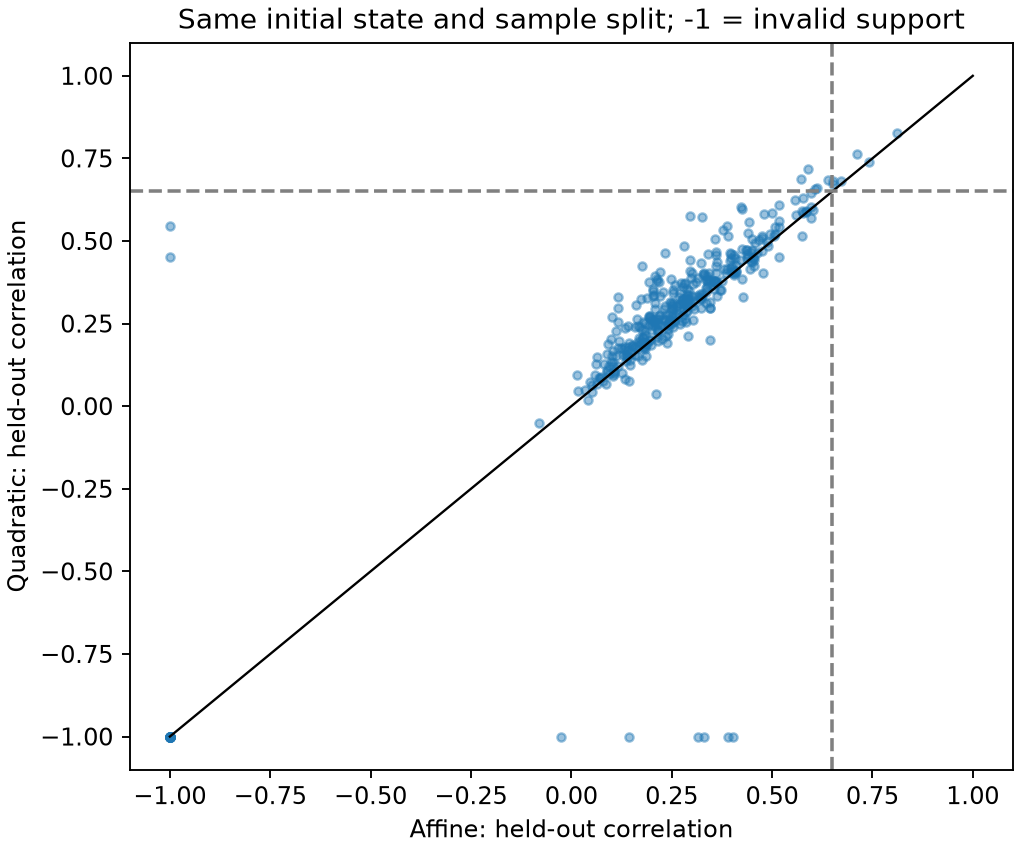 Same initial state and sample split; -1 = invalid support
Quadratic: held-out correlation
1.00
0.75
0.50
0.25
0.00
−0.25
−0.50
−0.75
−1.00
−1.00 −0.75 −0.50 −0.25 0.00 0.25 0.50 0.75 1.00
Affine: held-out correlation